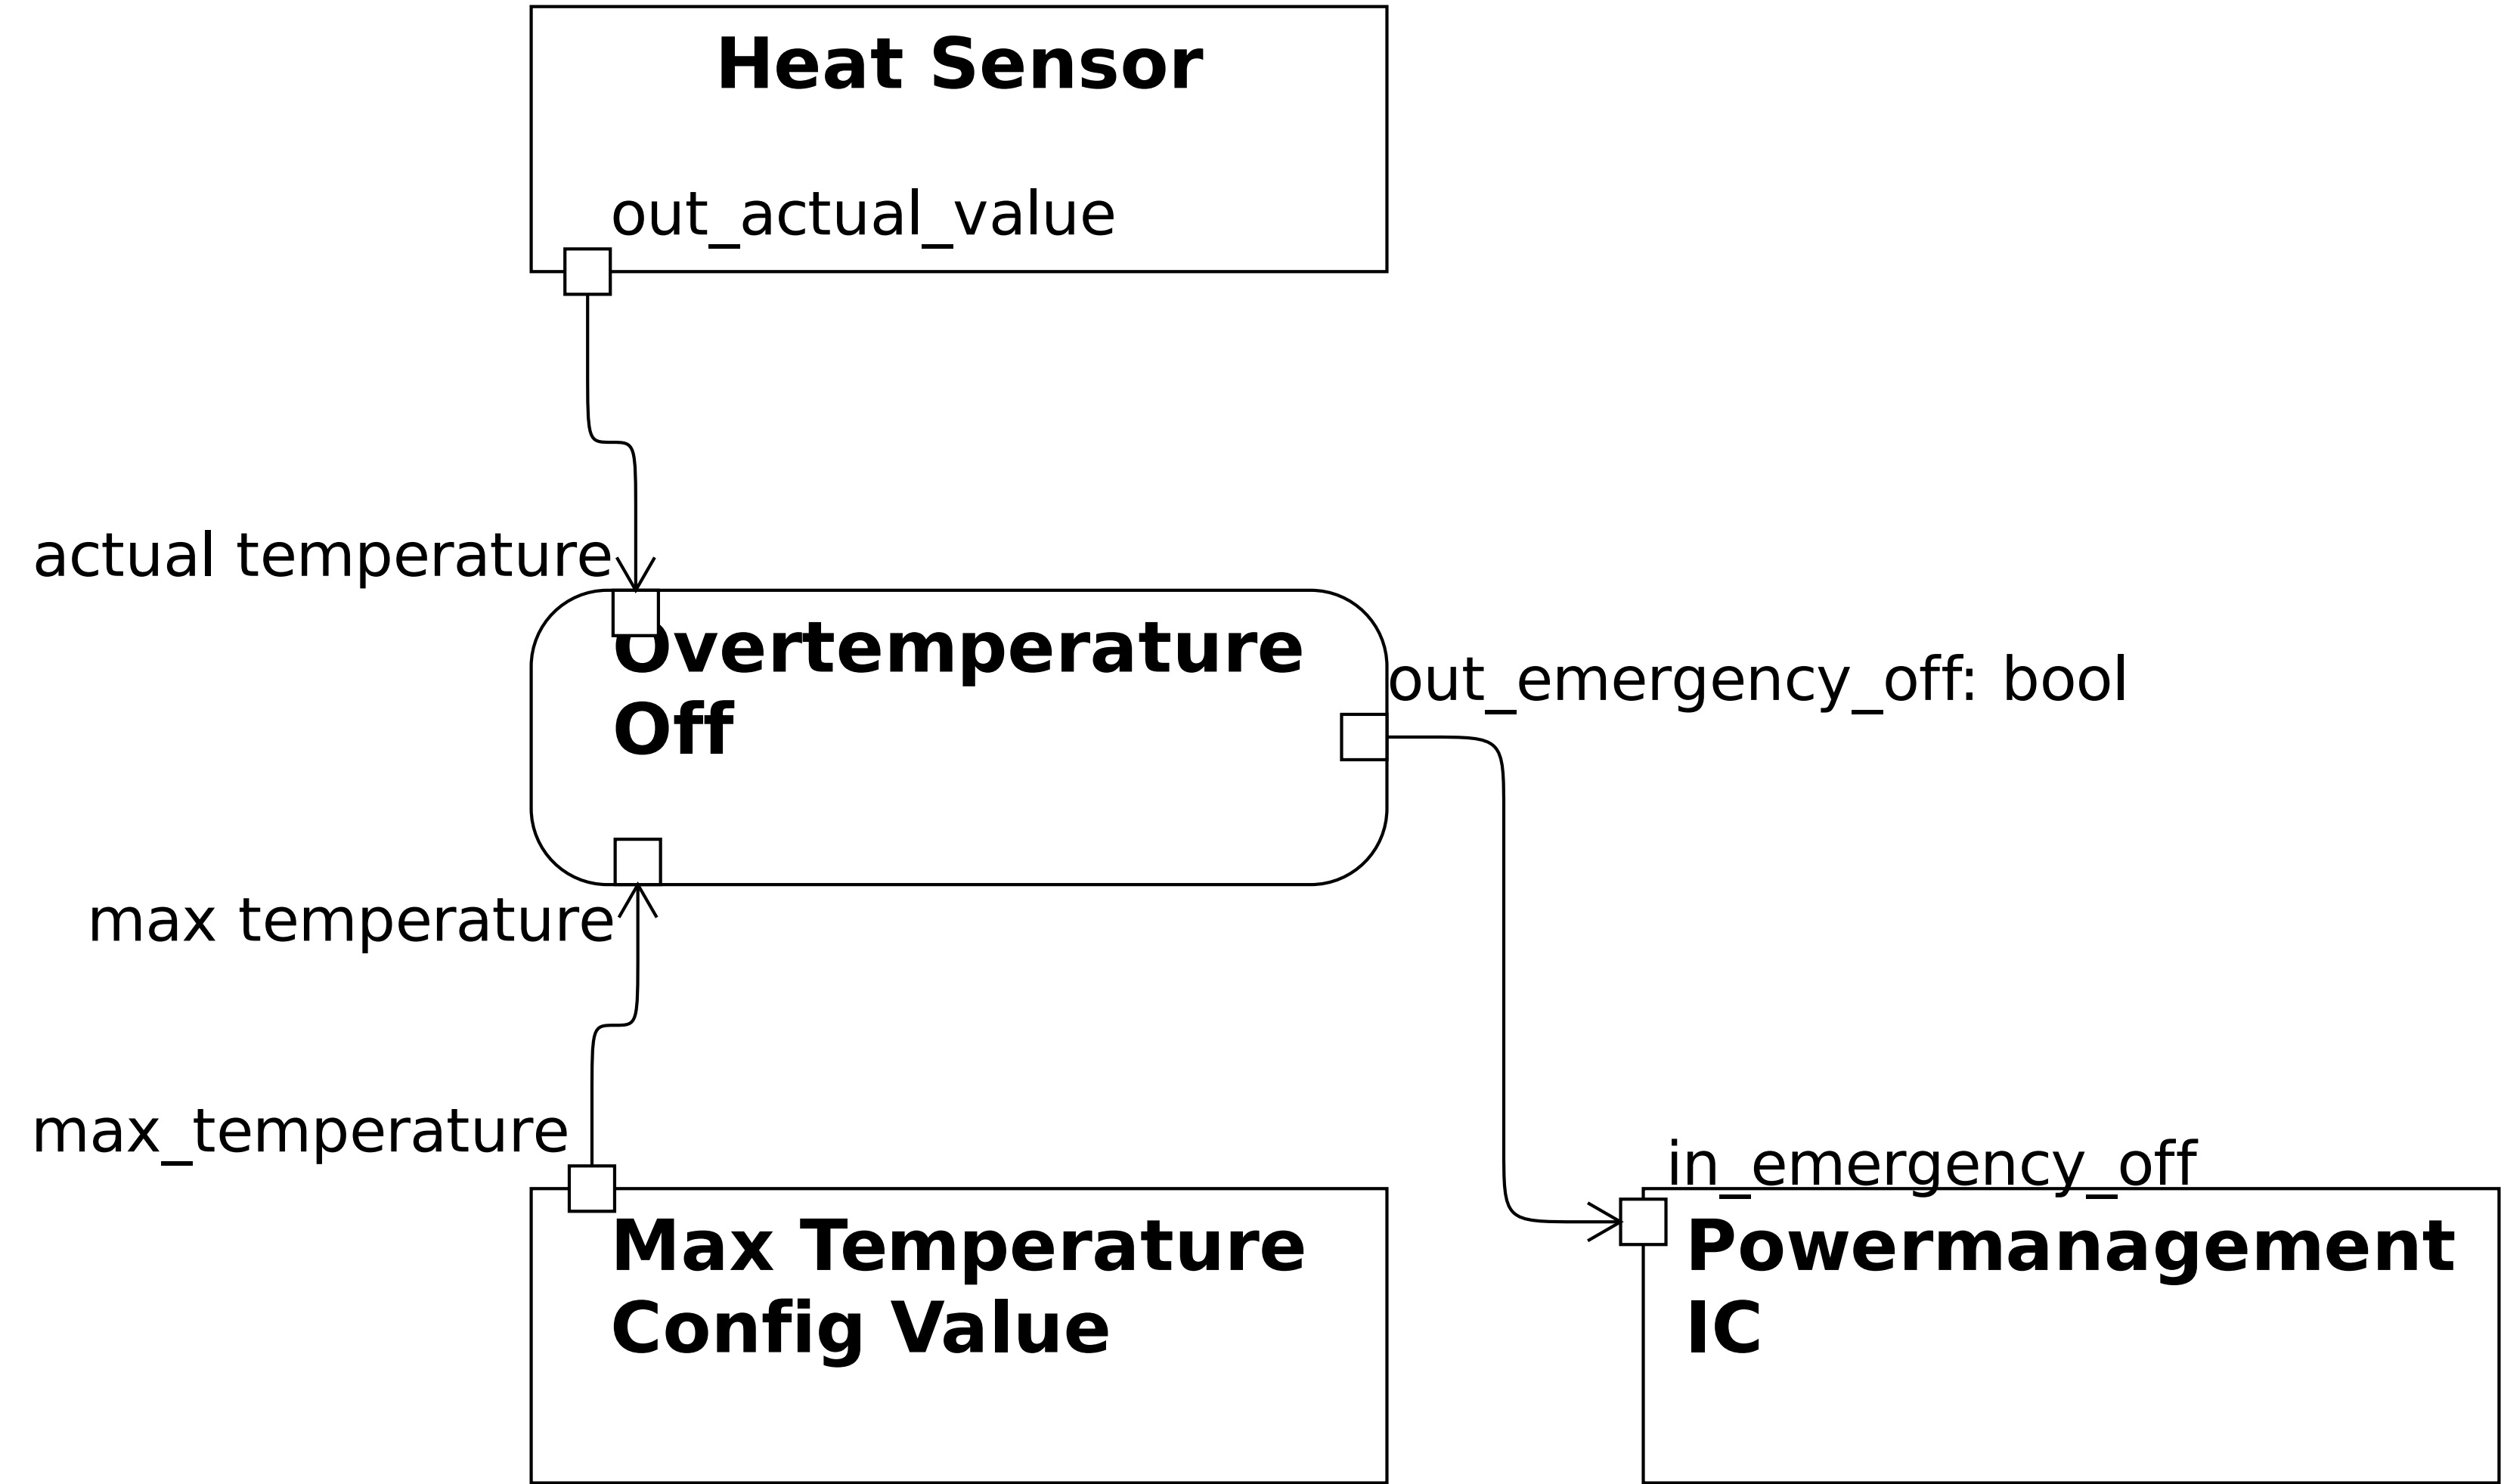 Heat Sensor
out_actual_value
actual temperature
Overtemperature
Off
out_emergency_off: bool
max temperature
max_temperature
in_emergency_off
Max Temperature
Config Value
Powermanagement
IC